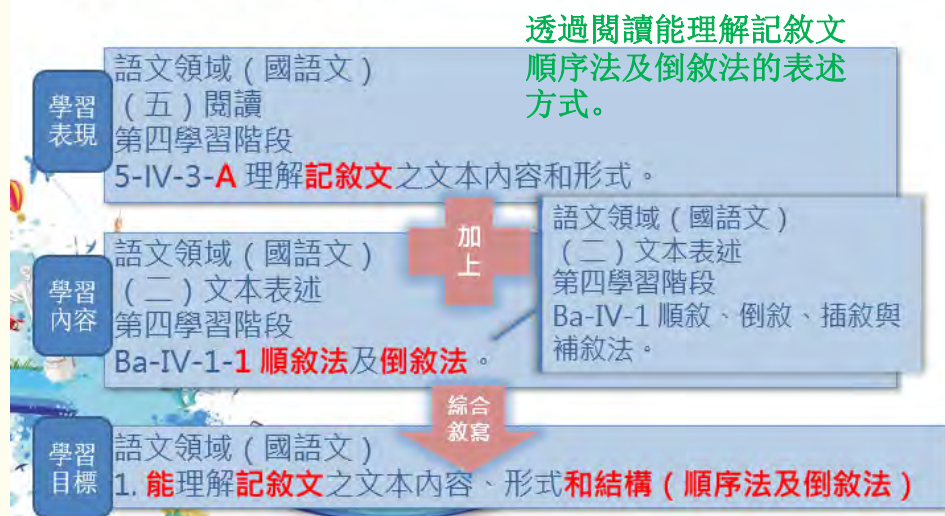 透過閱讀能理解記敘文
順序法及倒敘法的表述
方式。
學習
表現
語文領域（國語文）
（五）閱讀
第四學習階段
5-IV-3-A 理解記敘文之文本內容和形式。
加
上
學習
內容
語文領域（國語文）
（二）文本表述
第四學習階段
Ba-IV-1-1 順敘法及倒敘法。
語文領域（國語文）
（二）文本表述
第四學習階段
Ba-IV-1 順敘、倒敘、插敘與
補敘法。
綜合
敘寫
學習
目標
語文領域（國語文）
1. 能理解記敘文之文本內容、形式和結構（順序法及倒敘法）